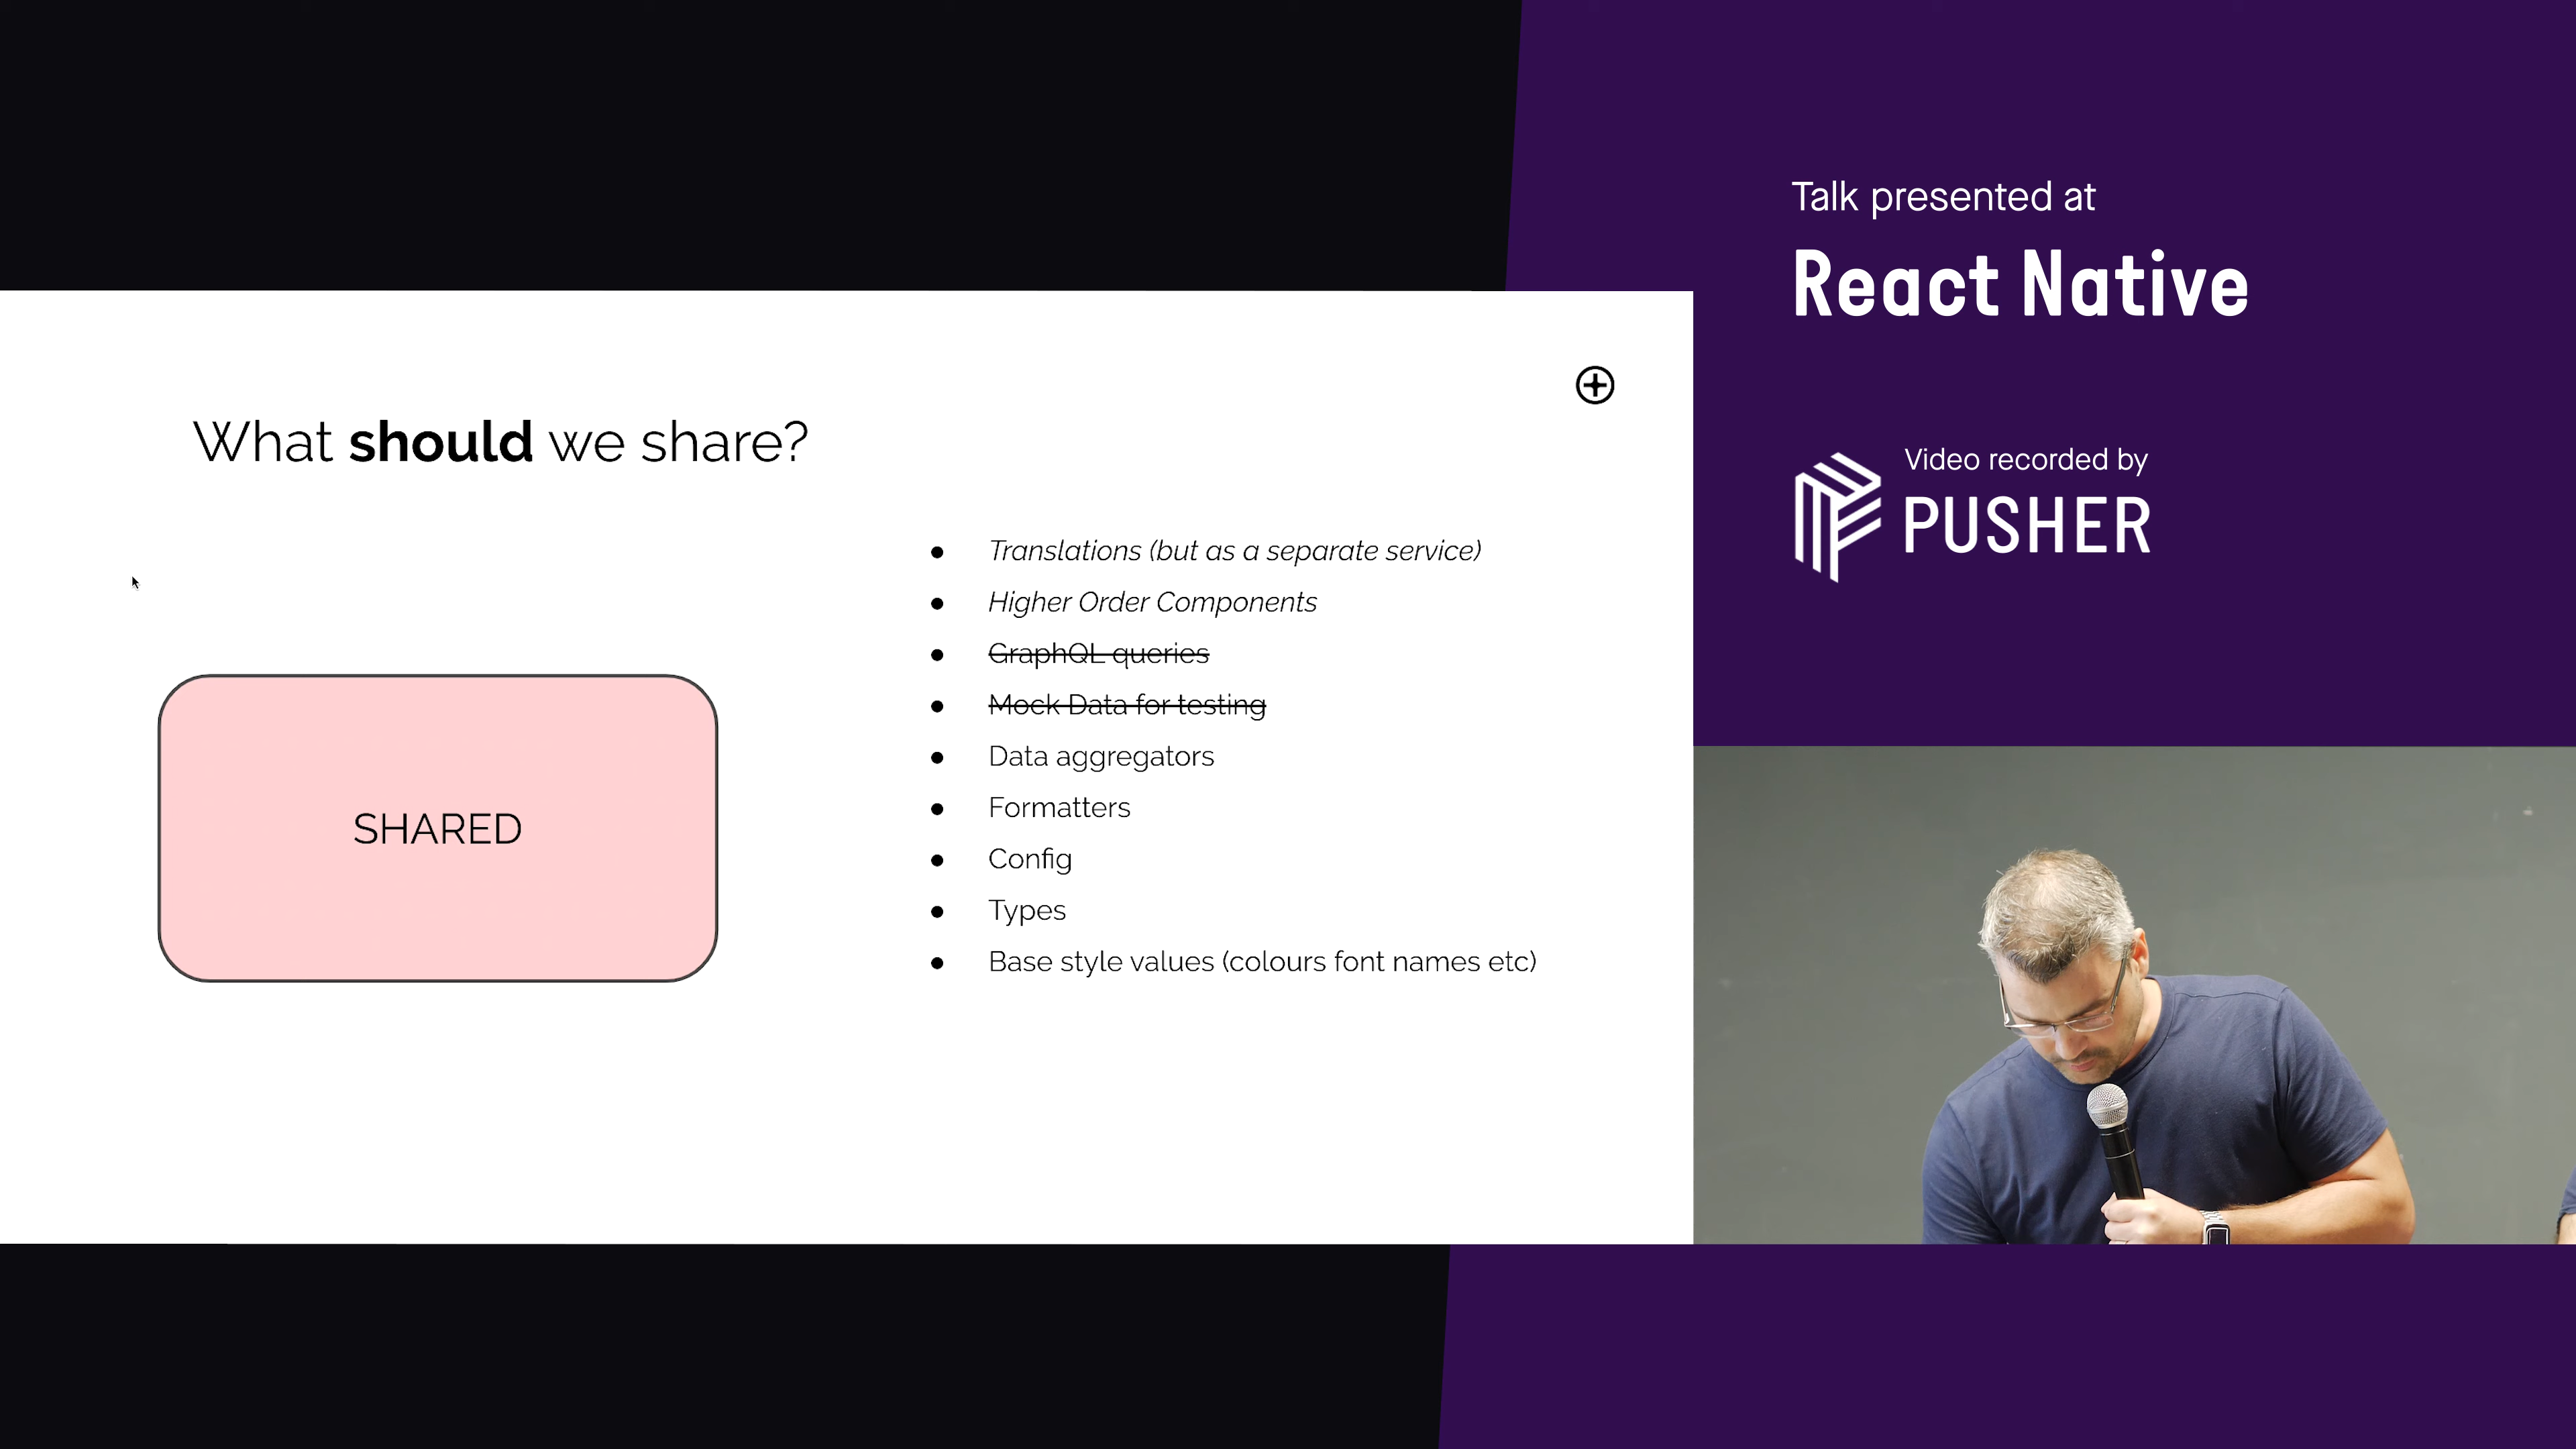 What should we share?
SHARED
Translations (but as a separate service)
Higher Order Components
GraphQL queries
Mock Data for testing
Data aggregators
Formatters
Config
Types
Base style values (colours font names etc)
Talk presented at
React Native
Video recorded by
PUSHER